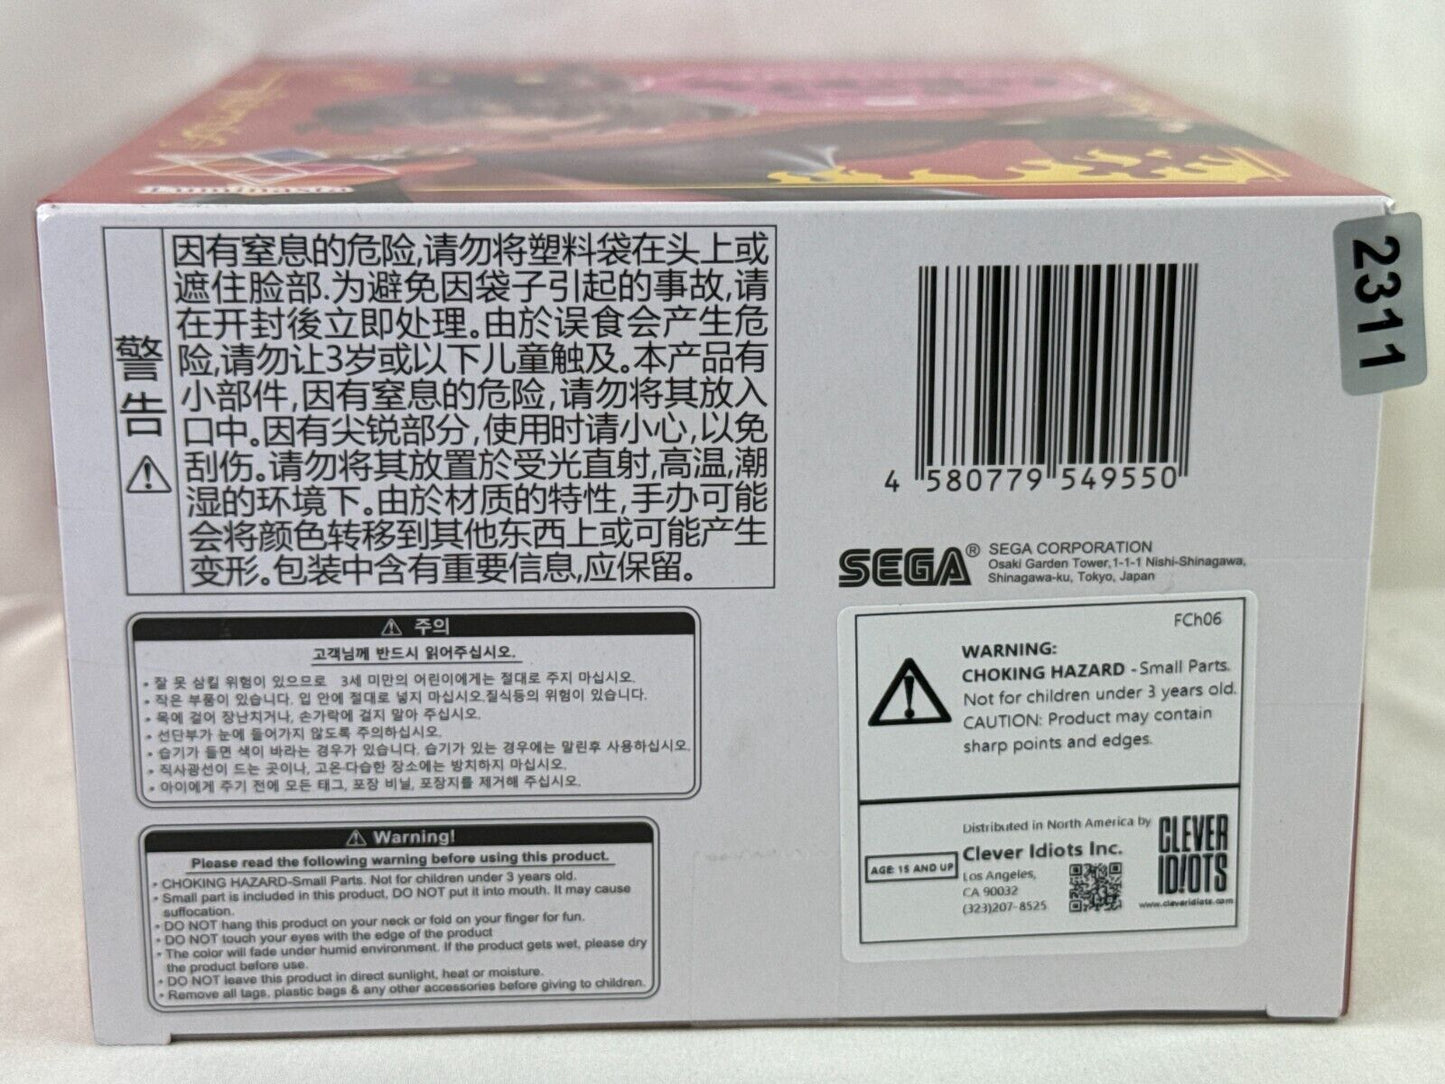 Luminasta
2311
警告
因有窒息的危险,请勿将塑料袋在头上或
遮住脸部.为避免因袋子引起的事故,请
在开封後立即处理。由於误食会产生危
险,请勿让3岁或以下儿童触及。本产品有
小部件,因有窒息的危险,请勿将其放入
口中。因有尖锐部分,使用时请小心,以免
刮伤。请勿将其放置於受光直射,高温,潮
湿的环境下。由於材质的特性,手办可能
会将颜色转移到其他东西上或可能产生
变形。包装中含有重要信息,应保留。
4 580779 549550
SEGA® SEGA CORPORATION
Osaki Garden Tower,1-1-1 Nishi-Shinagawa,
Shinagawa-ku, Tokyo, Japan
주의
고객님께 반드시 읽어주십시오.
• 잘 못 삼킬 위험이 있으므로 3세 미만의 어린이에게는 절대로 주지 마십시오.
• 작은 부품이 있습니다. 입 안에 절대로 넣지 마십시오.질식등의 위험이 있습니다.
• 목에 걸어 장난치거나, 손가락에 걸지 말아 주십시오.
• 선단부가 눈에 들어가지 않도록 주의하십시오.
• 습기가 들면 색이 바라는 경우가 있습니다. 습기가 있는 경우에는 말린후 사용하십시오.
• 직사광선이 드는 곳이나, 고온·다습한 장소에는 방치하지 마십시오.
• 아이에게 주기 전에 모든 태그, 포장 비닐, 포장지를 제거해 주십시오.
Warning!
Please read the following warning before using this product.
• CHOKING HAZARD-Small Parts. Not for children under 3 years old.
• Small part is included in this product, DO NOT put it into mouth. It may cause
suffocation.
• DO NOT hang this product on your neck or fold on your finger for fun.
• DO NOT touch your eyes with the edge of the product
• The color will fade under humid environment. If the product gets wet, please dry
the product before use.
• DO NOT leave this product in direct sunlight, heat or moisture.
• Remove all tags, plastic bags & any other accessories before giving to children.
FCh06
WARNING:
CHOKING HAZARD - Small Parts.
Not for children under 3 years old.
CAUTION: Product may contain
sharp points and edges.
AGE: 15 AND UP
Distributed in North America by
Clever Idiots Inc.
Los Angeles,
CA 90032
(323)207-8525
CLEVER
IDIOTS
www.cleveridiots.com